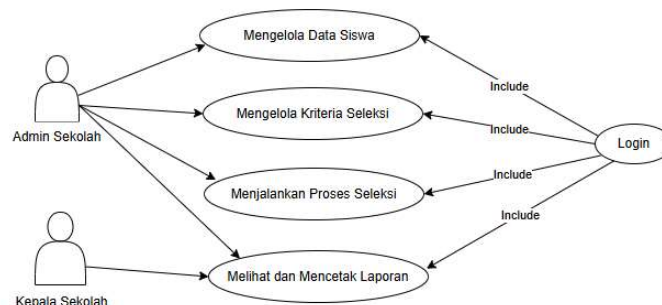 Mengelola Data Siswa
Include
Admin Sekolah
Mengelola Kriteria Seleksi
Include
Login
Menjalankan Proses Seleksi
Include
Include
Melihat dan Mencetak Laporan
Kepala Sekolah